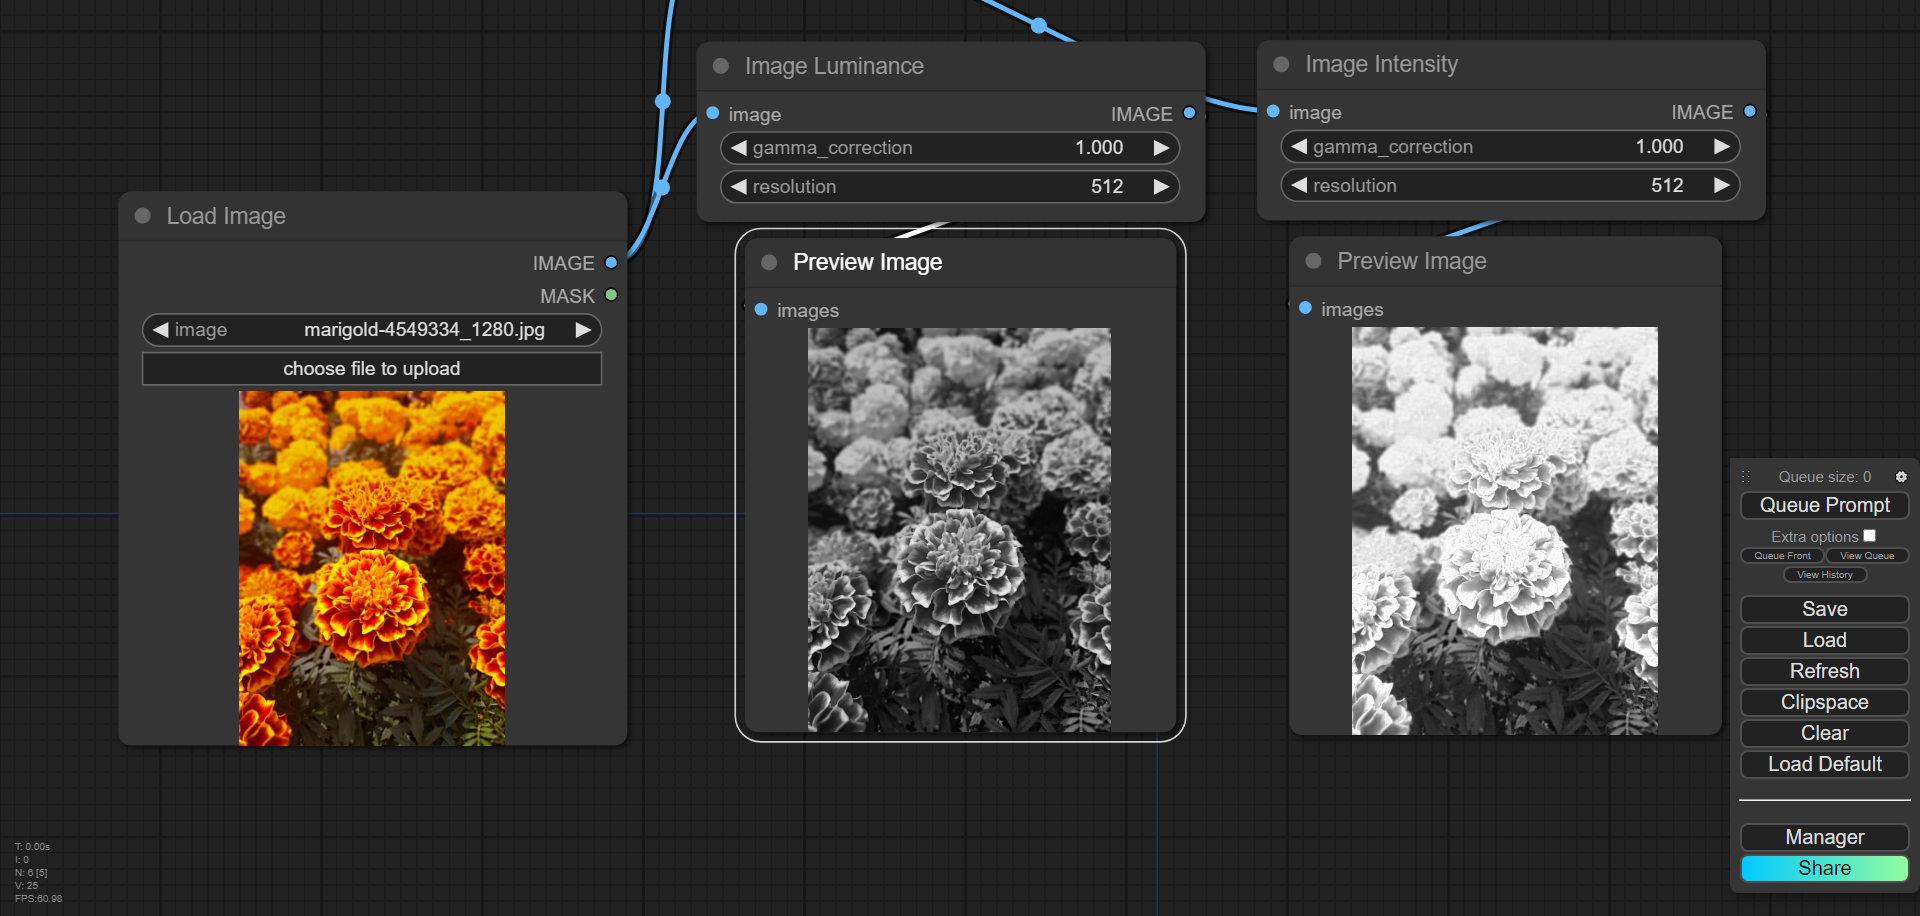 Load Image
IMAGE
MASK
image marigold-4549334_1280.jpg
choose file to upload
Image Luminance
image IMAGE
gamma_correction 1.000
resolution 512
Preview Image
images
Image Intensity
image IMAGE
gamma_correction 1.000
resolution 512
Preview Image
images
Queue size: 0
Queue Prompt
Extra options
Queue Front View Queue
View History
Save
Load
Refresh
Clipspace
Clear
Load Default
Manager
Share
T: 0.00s
I: 0
N: 6 [5]
V: 25
FPS:60.98